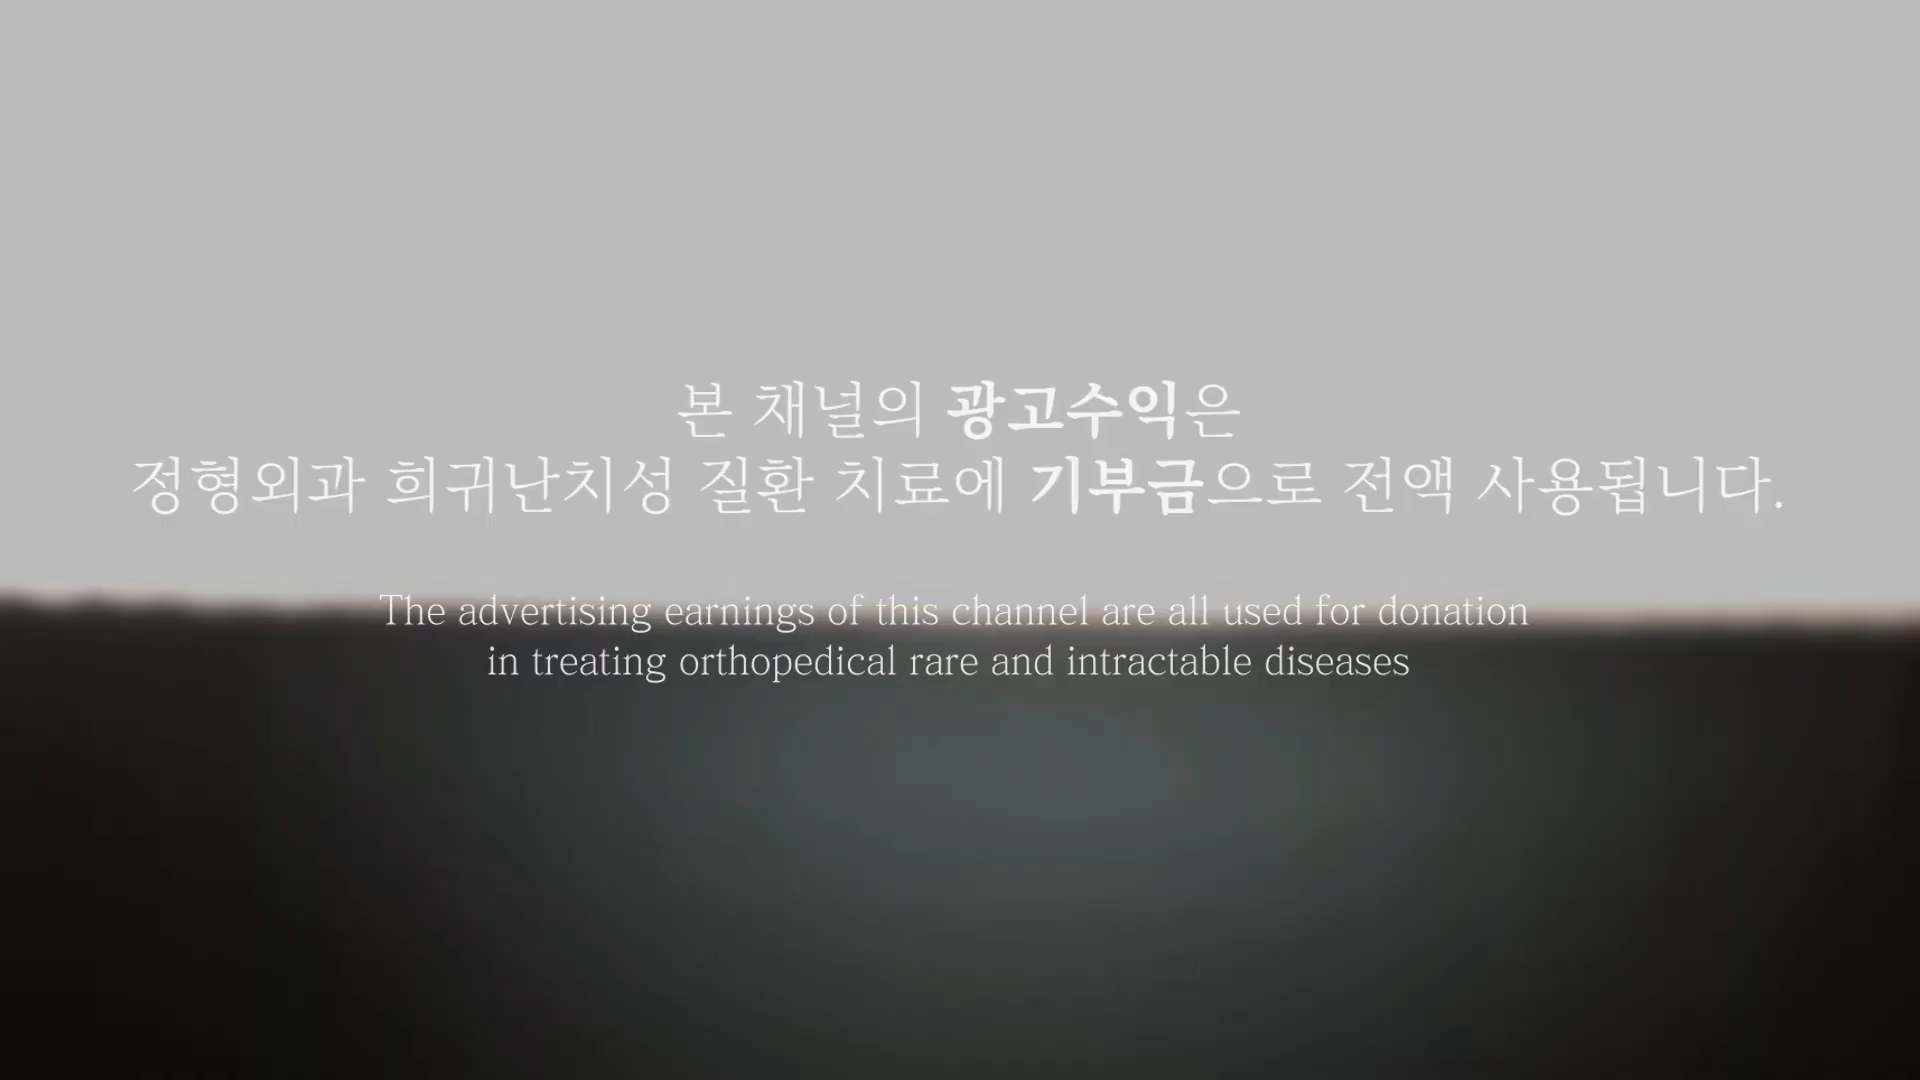 본 채널의 광고수익은
정형외과 희귀난치성 질환 치료에 기부금으로 전액 사용됩니다.
The advertising earnings of this channel are all used for donation
in treating orthopedical rare and intractable diseases